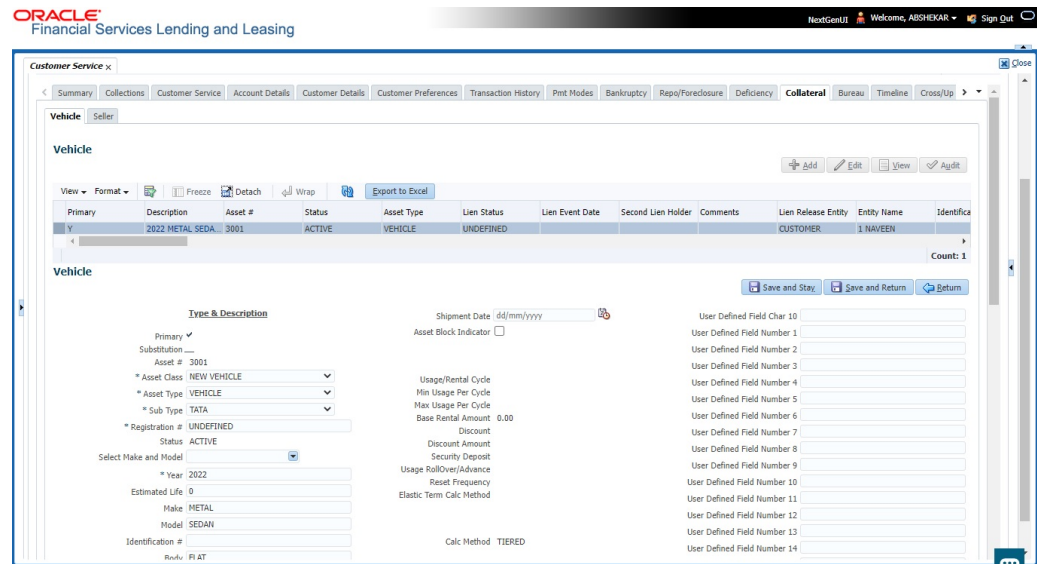 ORACLE
Financial Services Lending and Leasing
NextGenUI Welcome, ABSHEKAR Sign Out
Customer Service × Close
Summary Collections Customer Service Account Details Customer Details Customer Preferences Transaction History Pmt Modes Bankruptcy Repo/Foreclosure Deficiency Collateral Bureau Timeline Cross/Up
Vehicle Seller
Vehicle
Add Edit View Audit
View Format Freeze Detach Wrap Export to Excel
Primary Description Asset # Status Asset Type Lien Status Lien Event Date Second Lien Holder Comments Lien Release Entity Entity Name Identifica
Y 2022 METAL SEDA... 3001 ACTIVE VEHICLE UNDEFINED CUSTOMER 1 NAVEEN
Count: 1
Vehicle
Save and Stay Save and Return Return
Type & Description
Primary
Substitution
Asset # 3001
* Asset Class NEW VEHICLE
* Asset Type VEHICLE
* Sub Type TATA
* Registration # UNDEFINED
Status ACTIVE
Select Make and Model
* Year 2022
Estimated Life 0
Make METAL
Model SEDAN
Identification #
Body FLAT
Shipment Date dd/mm/yyyy
Asset Block Indicator
Usage/Rental Cycle
Min Usage Per Cycle
Max Usage Per Cycle
Base Rental Amount 0.00
Discount
Discount Amount
Security Deposit
Usage RollOver/Advance
Reset Frequency
Elastic Term Calc Method
Calc Method TIERED
User Defined Field Char 10
User Defined Field Number 1
User Defined Field Number 2
User Defined Field Number 3
User Defined Field Number 4
User Defined Field Number 5
User Defined Field Number 6
User Defined Field Number 7
User Defined Field Number 8
User Defined Field Number 9
User Defined Field Number 10
User Defined Field Number 11
User Defined Field Number 12
User Defined Field Number 13
User Defined Field Number 14